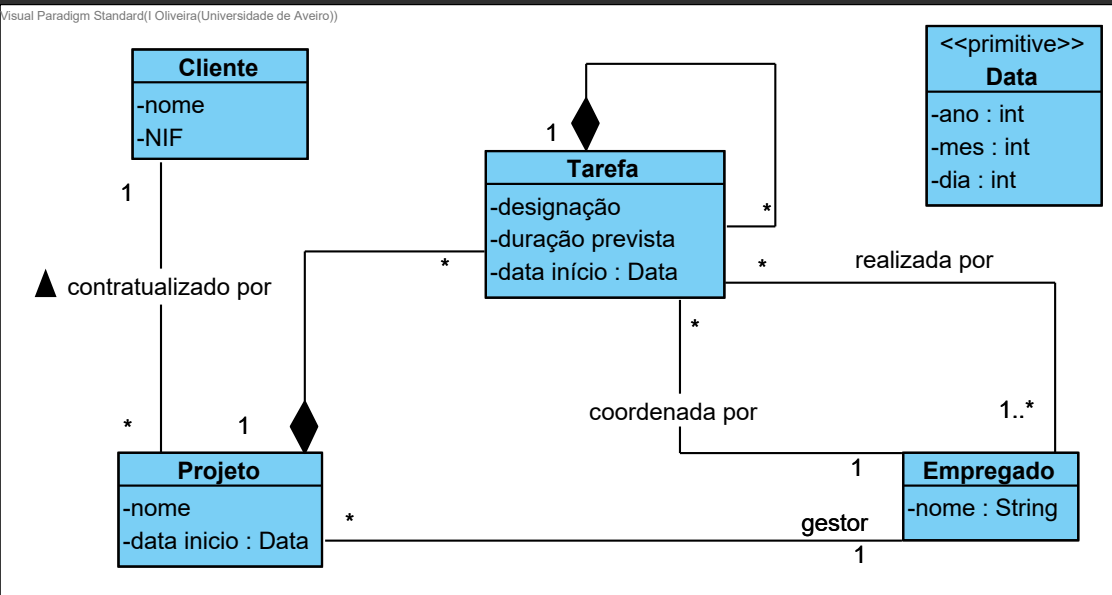 Visual Paradigm Standard(I Oliveira(Universidade de Aveiro))
Cliente
-nome
-NIF
1
contratualizado por
*
1
Tarefa
-designação
-duração prevista
-data início : Data
1
*
*
*
realizada por
1..*
*
coordenada por
1
<<primitive>>
Data
-ano : int
-mes : int
-dia : int
Projeto
-nome
-data inicio : Data
*
gestor
1
Empregado
-nome : String